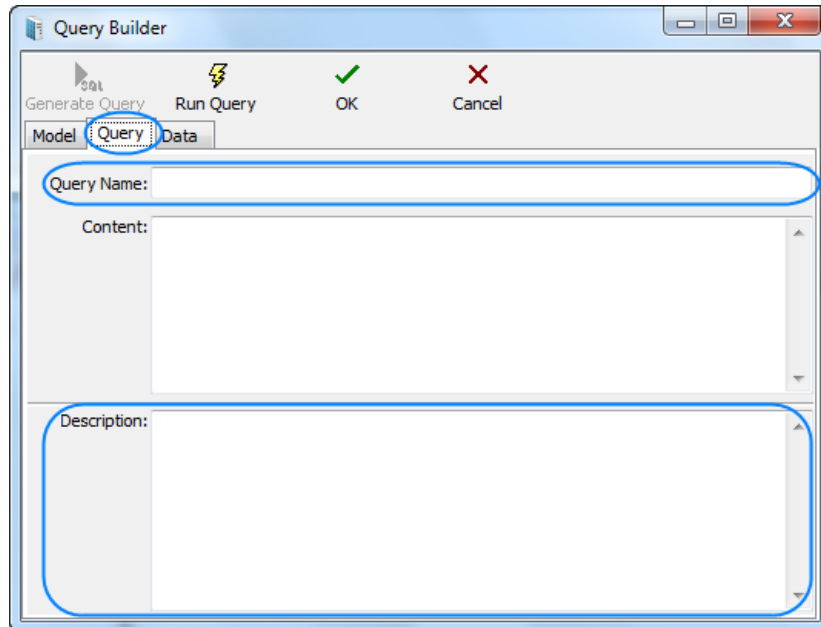 Query Builder
SQL
Generate Query Run Query OK Cancel
Model Query Data
Query Name:
Content:
Description: